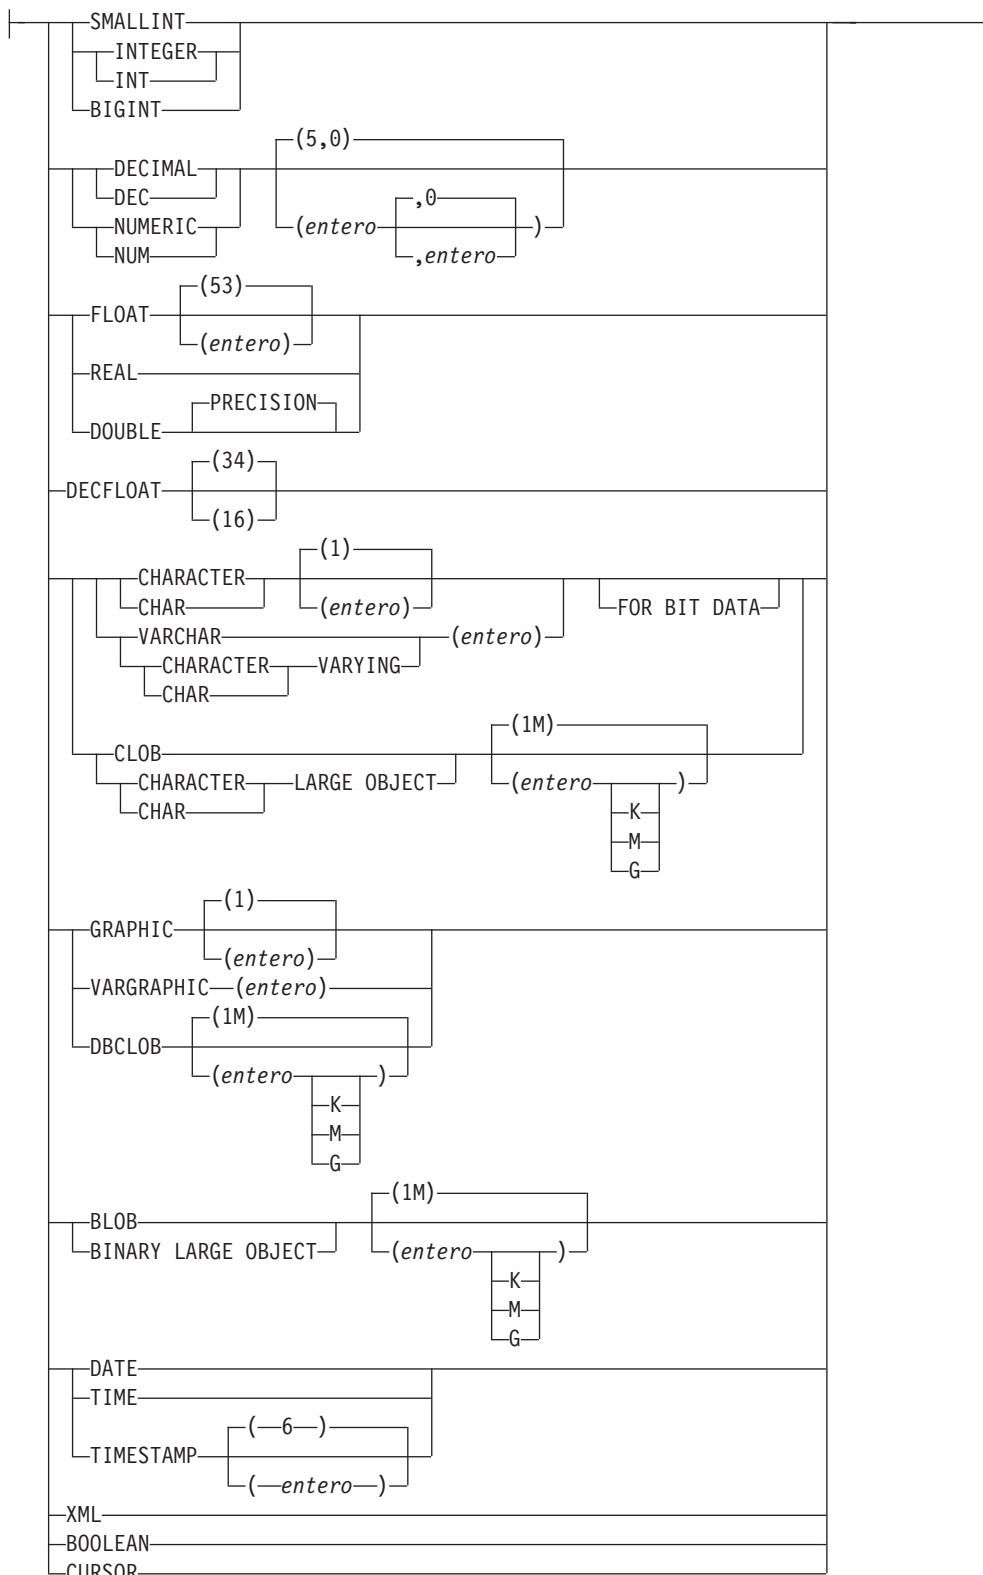 SMALLINT
INTEGER
INT
BIGINT
(5,0)
DECIMAL
DEC
,0
NUMERIC
(entero )
NUM
,entero
(53)
FLOAT
(entero)
REAL
PRECISION
DOUBLE
(34)
DECFLOAT
(16)
(1)
CHARACTER
CHAR
(entero)
FOR BIT DATA
VARCHAR
(entero)
CHARACTER
VARYING
CHAR
(1M)
CLOB
CHARACTER
LARGE OBJECT
(entero )
CHAR
K
M
G
(1)
GRAPHIC
(entero)
VARGRAPHIC (entero)
(1M)
DBCLOB
(entero )
K
M
G
(1M)
BLOB
BINARY LARGE OBJECT
(entero )
K
M
G
DATE
TIME
( 6 )
TIMESTAMP
( entero )
XML
BOOLEAN
CURSOR